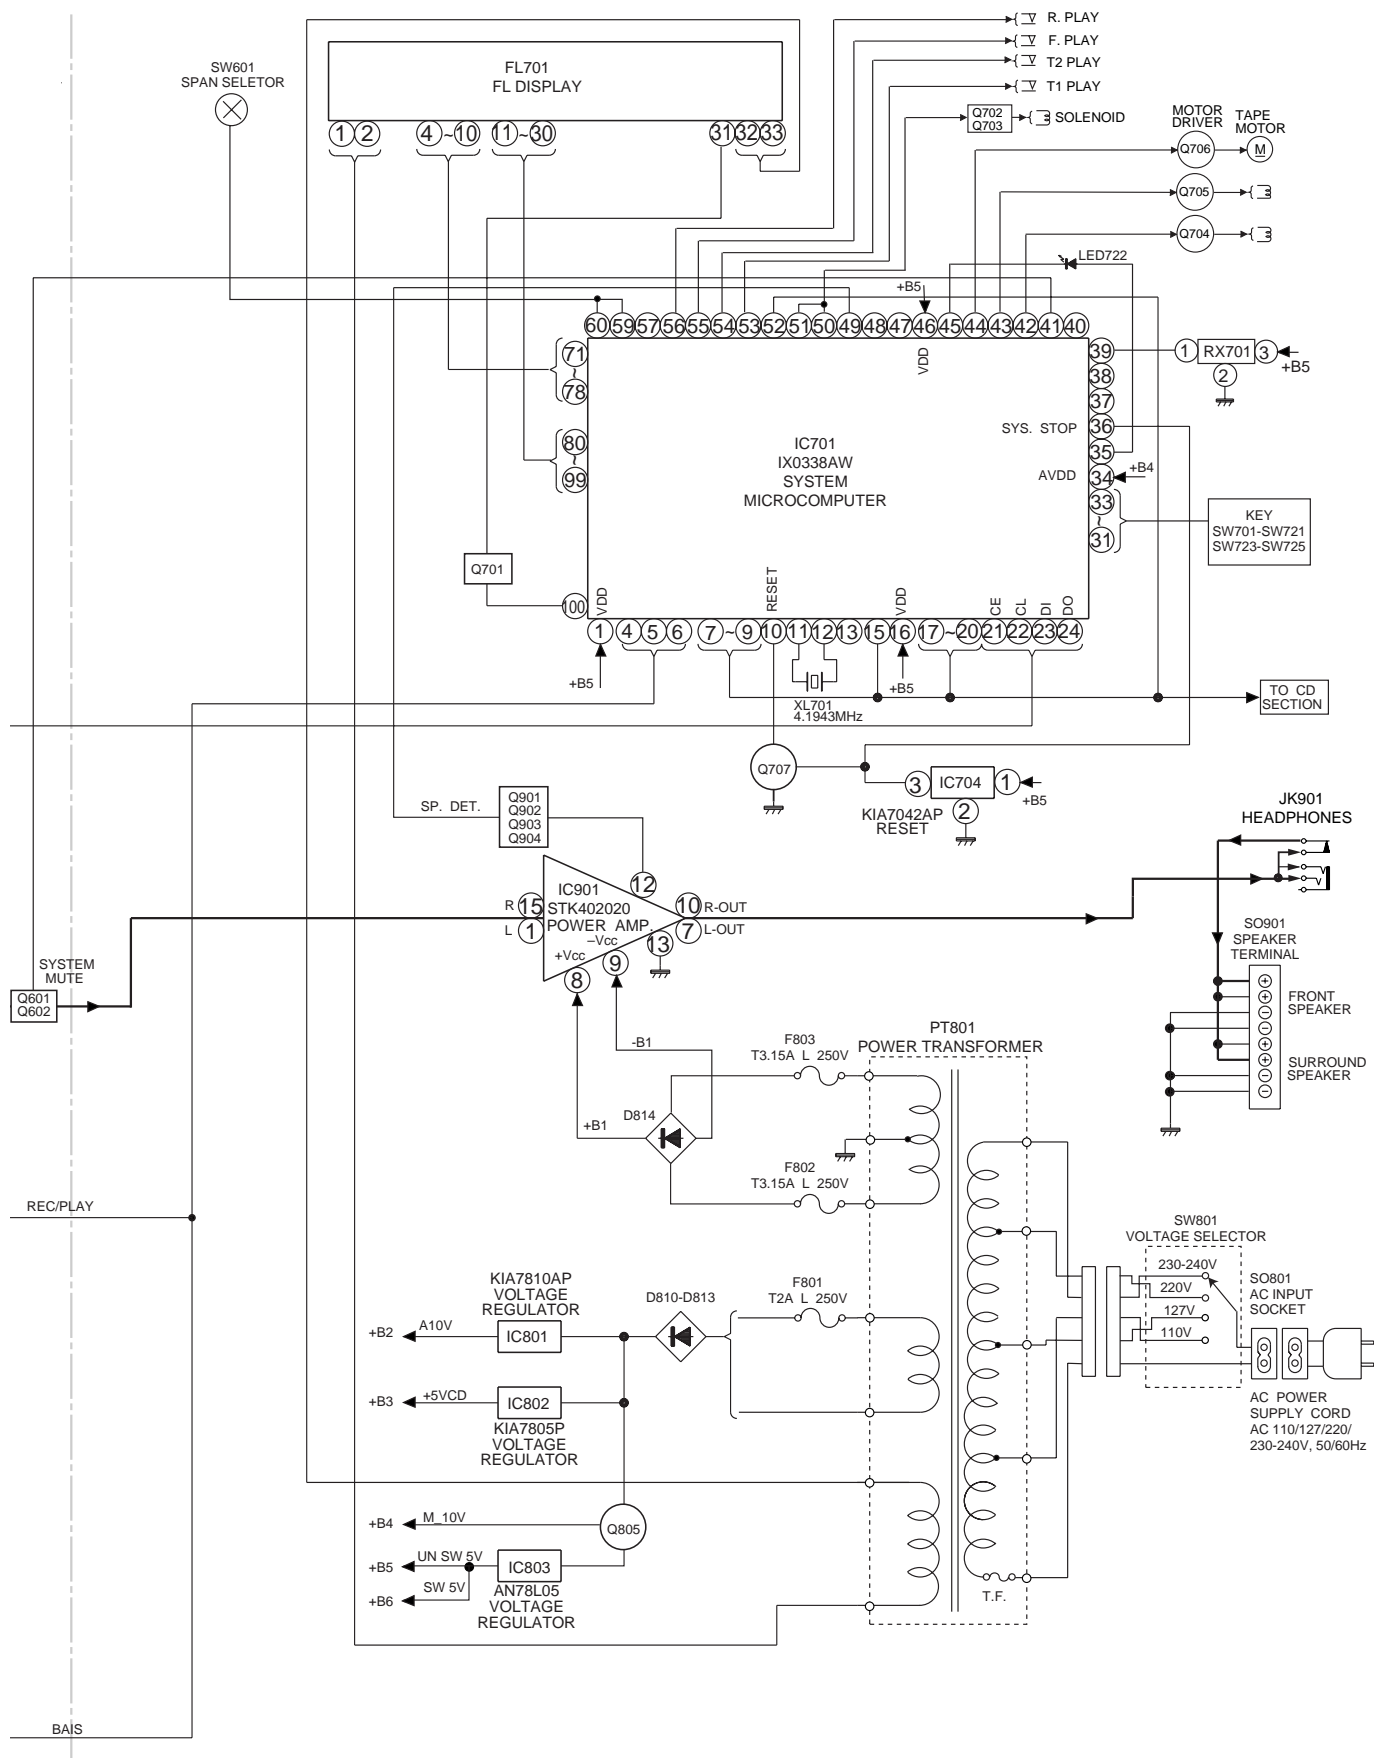 R. PLAY
F. PLAY
T2 PLAY
T1 PLAY
SW601
SPAN SELETOR
FL701
FL DISPLAY
1 2 4 ~ 10 11 ~ 30 31 32 33
Q702
Q703
SOLENOID
MOTOR
DRIVER
TAPE
MOTOR
Q706
M
Q705
Q704
LED722
+B5
60 59 57 56 55 54 53 52 51 50 49 48 47 46 45 44 43 42 41 40
VDD
71
~
78
80
~
99
100
39
38
37
36
35
34
33
~
31
1 RX701 3
2
+B5
SYS. STOP
AVDD
+B4
IC701
IX0338AW
SYSTEM
MICROCOMPUTER
KEY
SW701-SW721
SW723-SW725
Q701
VDD
RESET
VDD
CE
CL
DI
DO
1 4 5 6 7 ~ 9 10 11 12 13 15 16 17 ~ 20 21 22 23 24
+B5
+B5
XL701
4.1943MHz
TO CD
SECTION
Q707
3 IC704 1
2
+B5
KIA7042AP
RESET
SP. DET.
Q901
Q902
Q903
Q904
JK901
HEADPHONES
12
IC901
STK402020
POWER AMP.
R 15
L 1
10 R-OUT
7 L-OUT
13
–Vcc
9
+Vcc
8
SYSTEM
MUTE
Q601
Q602
SO901
SPEAKER
TERMINAL
+
+
−
−
+
+
−
−
FRONT
SPEAKER
SURROUND
SPEAKER
-B1
+B1
D814
F803
T3.15A L 250V
PT801
POWER TRANSFORMER
F802
T3.15A L 250V
REC/PLAY
SW801
VOLTAGE SELECTOR
230-240V
220V
127V
110V
SO801
AC INPUT
SOCKET
AC POWER
SUPPLY CORD
AC 110/127/220/
230-240V, 50/60Hz
KIA7810AP
VOLTAGE
REGULATOR
D810-D813
F801
T2A L 250V
+B2
A10V
IC801
+B3
+5VCD
IC802
KIA7805P
VOLTAGE
REGULATOR
+B4
M_10V
Q805
+B5
UN SW 5V
IC803
+B6
SW 5V
AN78L05
VOLTAGE
REGULATOR
T.F.
BAIS